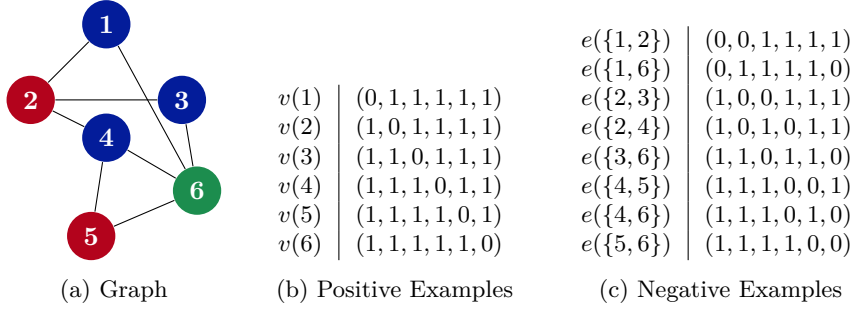 1
2
3
4
6
5
(a) Graph
v(1) (0, 1, 1, 1, 1, 1)
v(2) (1, 0, 1, 1, 1, 1)
v(3) (1, 1, 0, 1, 1, 1)
v(4) (1, 1, 1, 0, 1, 1)
v(5) (1, 1, 1, 1, 0, 1)
v(6) (1, 1, 1, 1, 1, 0)
(b) Positive Examples
e({1, 2}) (0, 0, 1, 1, 1, 1)
e({1, 6}) (0, 1, 1, 1, 1, 0)
e({2, 3}) (1, 0, 0, 1, 1, 1)
e({2, 4}) (1, 0, 1, 0, 1, 1)
e({3, 6}) (1, 1, 0, 1, 1, 0)
e({4, 5}) (1, 1, 1, 0, 0, 1)
e({4, 6}) (1, 1, 1, 0, 1, 0)
e({5, 6}) (1, 1, 1, 1, 0, 0)
(c) Negative Examples